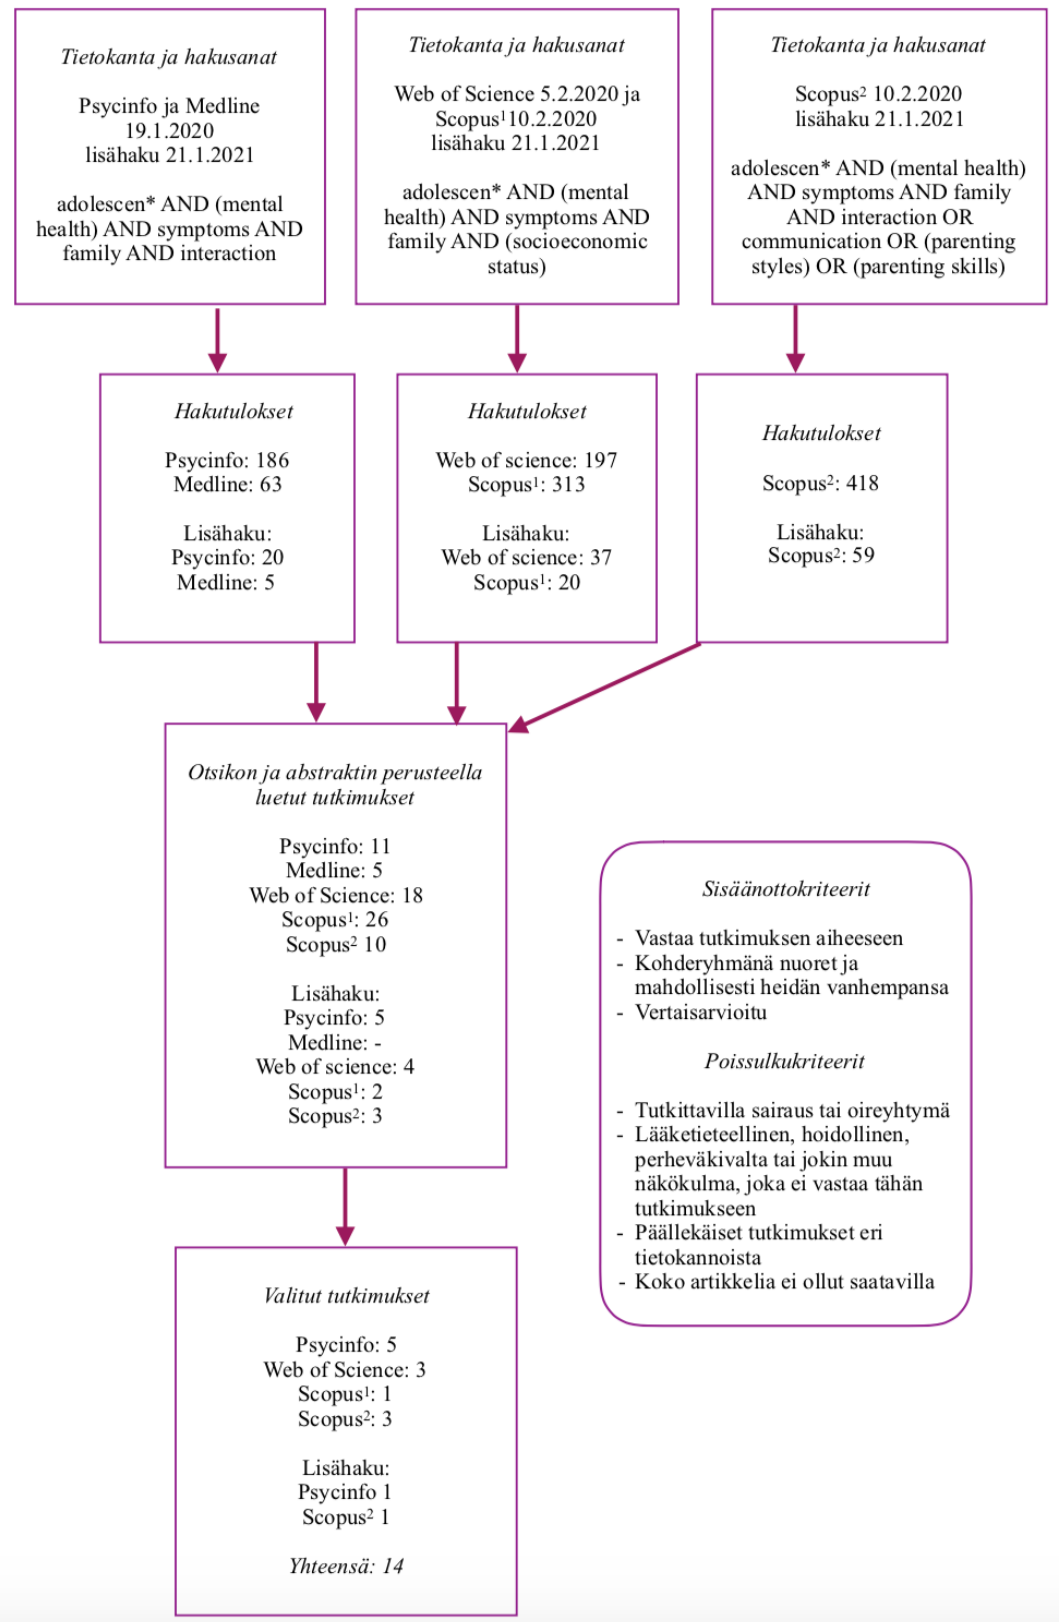 Tietokanta ja hakusanat
Psycinfo ja Medline
19.1.2020
lisähaku 21.1.2021
adolescen* AND (mental
health) AND symptoms AND
family AND interaction
Tietokanta ja hakusanat
Web of Science 5.2.2020 ja
Scopus¹10.2.2020
lisähaku 21.1.2021
adolescen* AND (mental
health) AND symptoms AND
family AND (socioeconomic
status)
Tietokanta ja hakusanat
Scopus² 10.2.2020
lisähaku 21.1.2021
adolescen* AND (mental health)
AND symptoms AND family
AND interaction OR
communication OR (parenting
styles) OR (parenting skills)
Hakutulokset
Psycinfo: 186
Medline: 63
Lisähaku:
Psycinfo: 20
Medline: 5
Hakutulokset
Web of science: 197
Scopus¹: 313
Lisähaku:
Web of science: 37
Scopus¹: 20
Hakutulokset
Scopus²: 418
Lisähaku:
Scopus²: 59
Otsikon ja abstraktin perusteella
luetut tutkimukset
Psycinfo: 11
Medline: 5
Web of Science: 18
Scopus¹: 26
Scopus² 10
Lisähaku:
Psycinfo: 5
Medline: -
Web of science: 4
Scopus¹: 2
Scopus²: 3
Sisäänottokriteerit
- Vastaa tutkimuksen aiheeseen
- Kohderyhmänä nuoret ja
mahdollisesti heidän vanhempansa
- Vertaisarvioitu
Poissulkukriteerit
- Tutkittavilla sairaus tai oireyhtymä
- Lääketieteellinen, hoidollinen,
perheväkivalta tai jokin muu
näkökulma, joka ei vastaa tähän
tutkimukseen
- Päällekäiset tutkimukset eri
tietokannoista
- Koko artikkelia ei ollut saatavilla
Valitut tutkimukset
Psycinfo: 5
Web of Science: 3
Scopus¹: 1
Scopus²: 3
Lisähaku:
Psycinfo 1
Scopus² 1
Yhteensä: 14